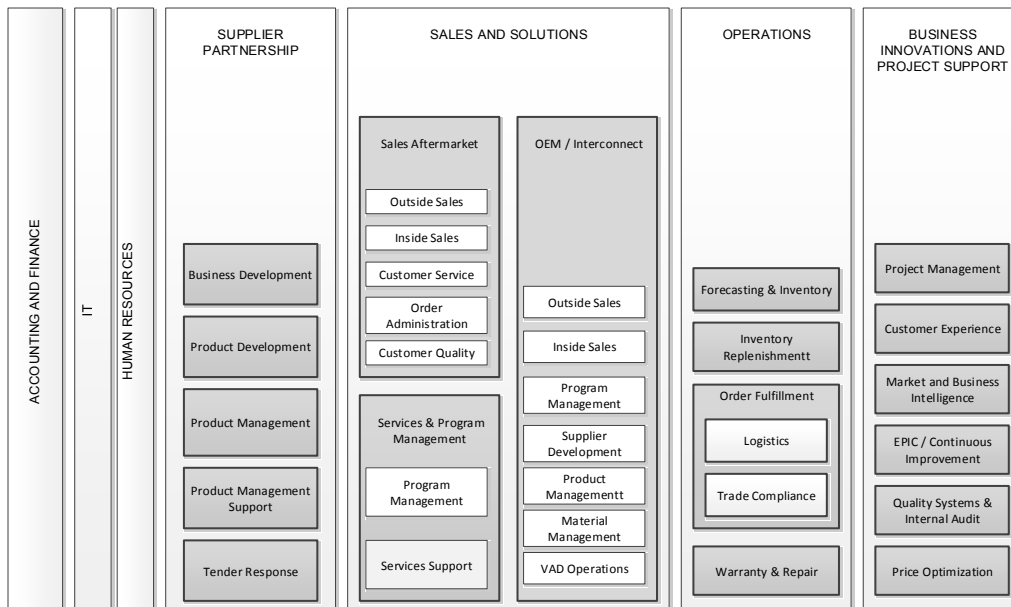 ACCOUNTING AND FINANCE
IT
HUMAN RESOURCES
SUPPLIER
PARTNERSHIP
Business Development
Product Development
Product Management
Product Management
Support
Tender Response
SALES AND SOLUTIONS
Sales Aftermarket
Outside Sales
Inside Sales
Customer Service
Order
Administration
Customer Quality
Services & Program
Management
Program
Management
Services Support
OEM / Interconnect
Outside Sales
Inside Sales
Program
Management
Supplier
Development
Product
Managementt
Material
Management
VAD Operations
OPERATIONS
Forecasting & Inventory
Inventory
Replenishmentt
Order Fulfillment
Logistics
Trade Compliance
Warranty & Repair
BUSINESS
INNOVATIONS AND
PROJECT SUPPORT
Project Management
Customer Experience
Market and Business
Intelligence
EPIC / Continuous
Improvement
Quality Systems &
Internal Audit
Price Optimization